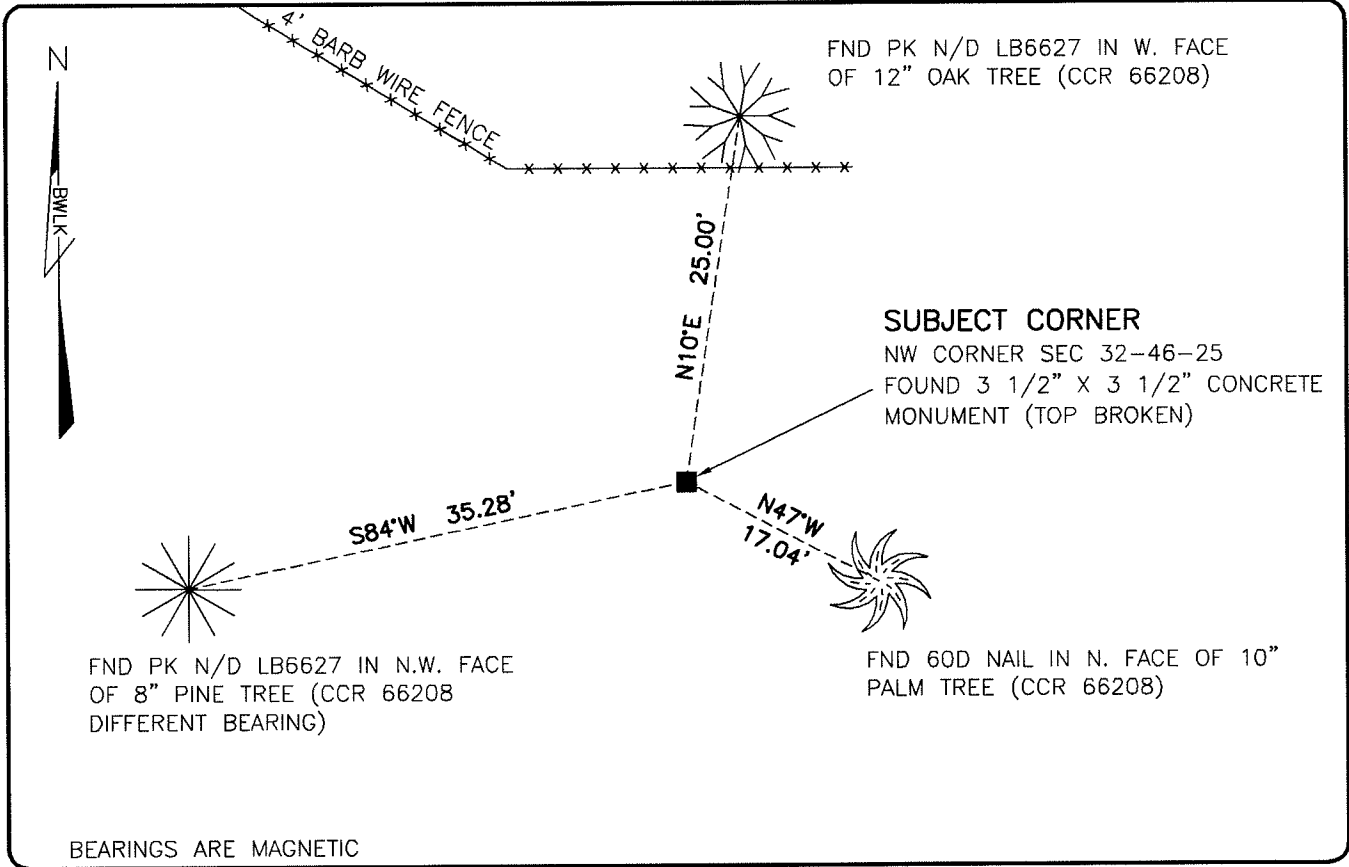 N
BWLK
4' BARB WIRE FENCE
FND PK N/D LB6627 IN W. FACE
OF 12" OAK TREE (CCR 66208)
N10°E 25.00'
SUBJECT CORNER
NW CORNER SEC 32-46-25
FOUND 3 1/2" X 3 1/2" CONCRETE
MONUMENT (TOP BROKEN)
S84°W 35.28'
N47°W
17.04'
FND PK N/D LB6627 IN N.W. FACE
OF 8" PINE TREE (CCR 66208
DIFFERENT BEARING)
FND 60D NAIL IN N. FACE OF 10"
PALM TREE (CCR 66208)
BEARINGS ARE MAGNETIC